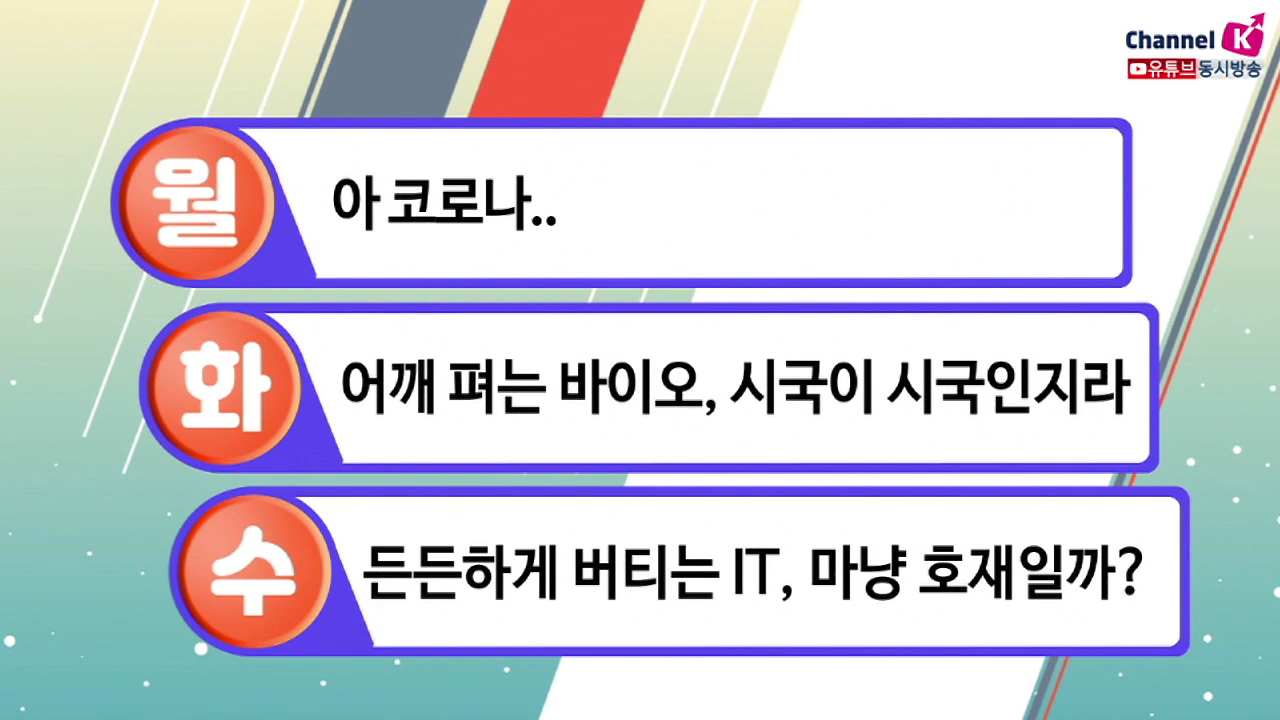 Channel K
유튜브 동시방송
월
아 코로나..
화
어깨 펴는 바이오, 시국이 시국인지라
수
든든하게 버티는 IT, 마냥 호재일까?